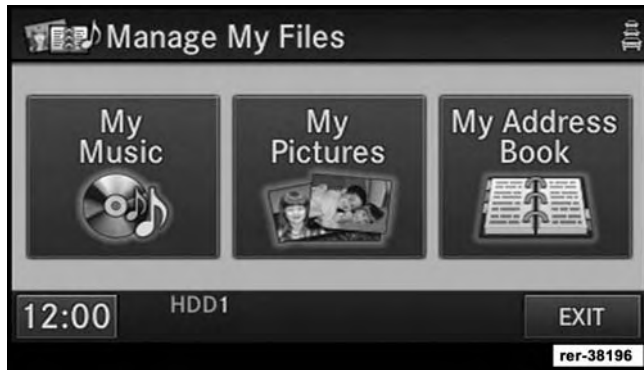 Manage My Files
My
Music
My
Pictures
My Address
Book
12:00
HDD1
EXIT
rer-38196